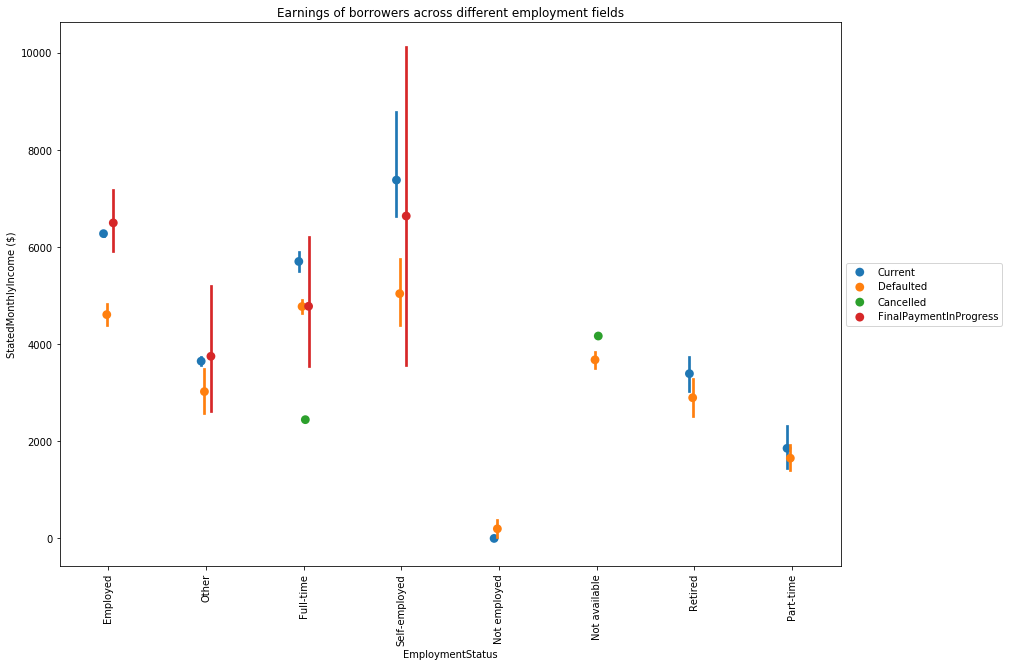 Earnings of borrowers across different employment fields
StatedMonthlyIncome ($)
10000
8000
6000
4000
2000
0
Employed
Other
Full-time
Self-employed
Not employed
Not available
Retired
Part-time
EmploymentStatus
Current
Defaulted
Cancelled
FinalPaymentInProgress